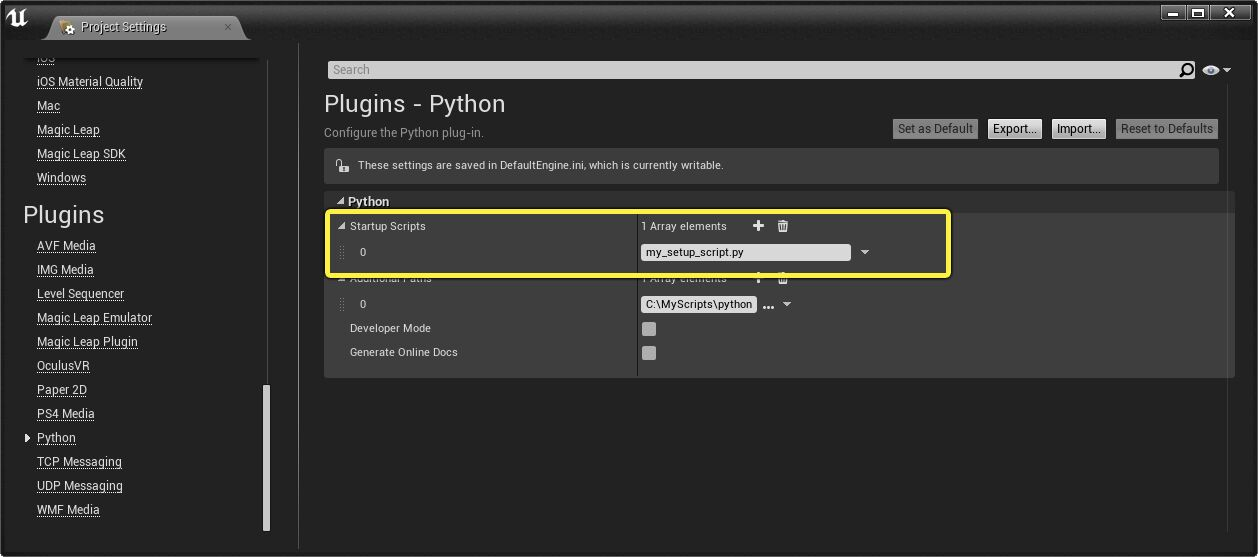 Project Settings
iOS
iOS Material Quality
Mac
Magic Leap
Magic Leap SDK
Windows
Plugins
AVF Media
IMG Media
Level Sequencer
Magic Leap Emulator
Magic Leap Plugin
OculusVR
Paper 2D
PS4 Media
Python
TCP Messaging
UDP Messaging
WMF Media
Search
Plugins - Python
Configure the Python plug-in.
Set as Default Export... Import... Reset to Defaults
These settings are saved in DefaultEngine.ini, which is currently writable.
Python
Startup Scripts 1 Array elements
0 my_setup_script.py
Additional Paths 1 Array elements
0 C:\MyScripts\python ...
Developer Mode
Generate Online Docs